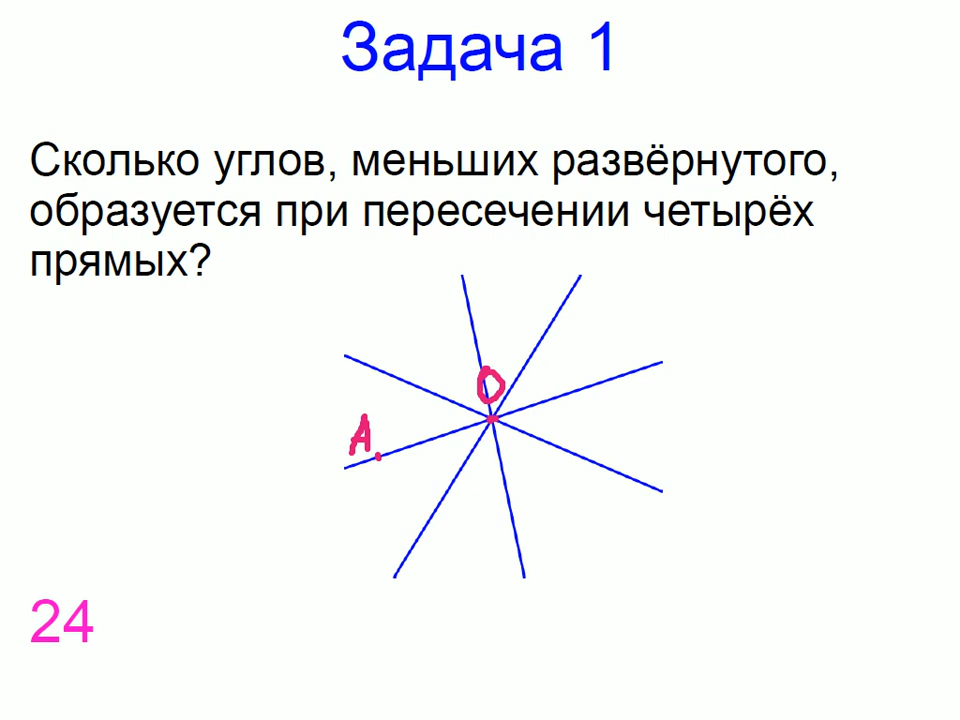 Задача 1
Сколько углов, меньших развёрнутого,
образуется при пересечении четырёх
прямых?
O
A
24